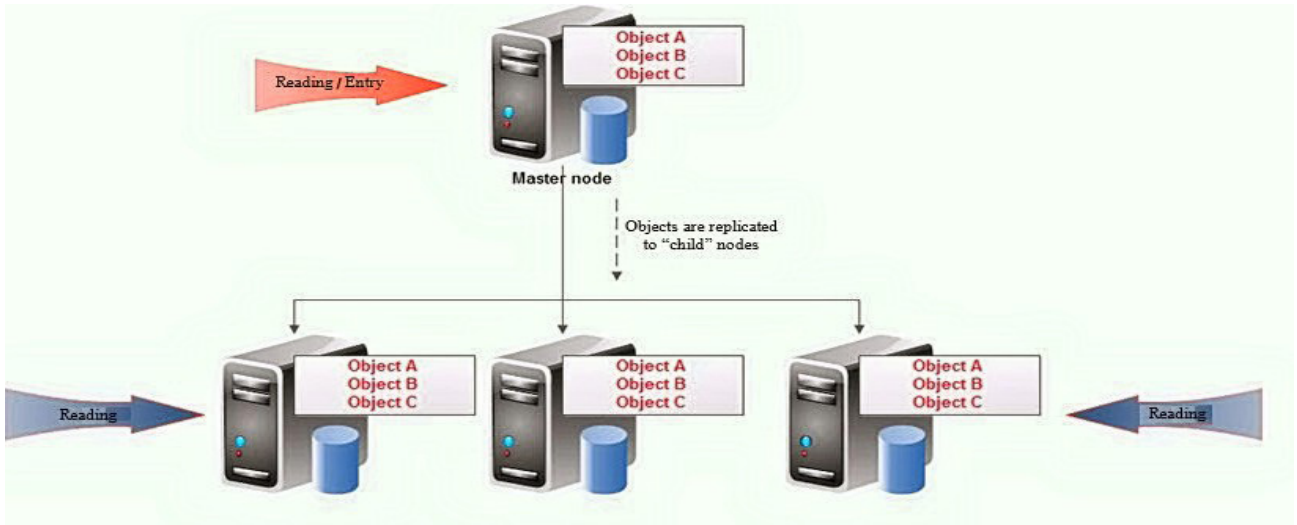 Object A
Object B
Object C
Reading / Entry
Master node
Objects are replicated
to “child” nodes
Object A
Object B
Object C
Object A
Object B
Object C
Object A
Object B
Object C
Reading
Reading